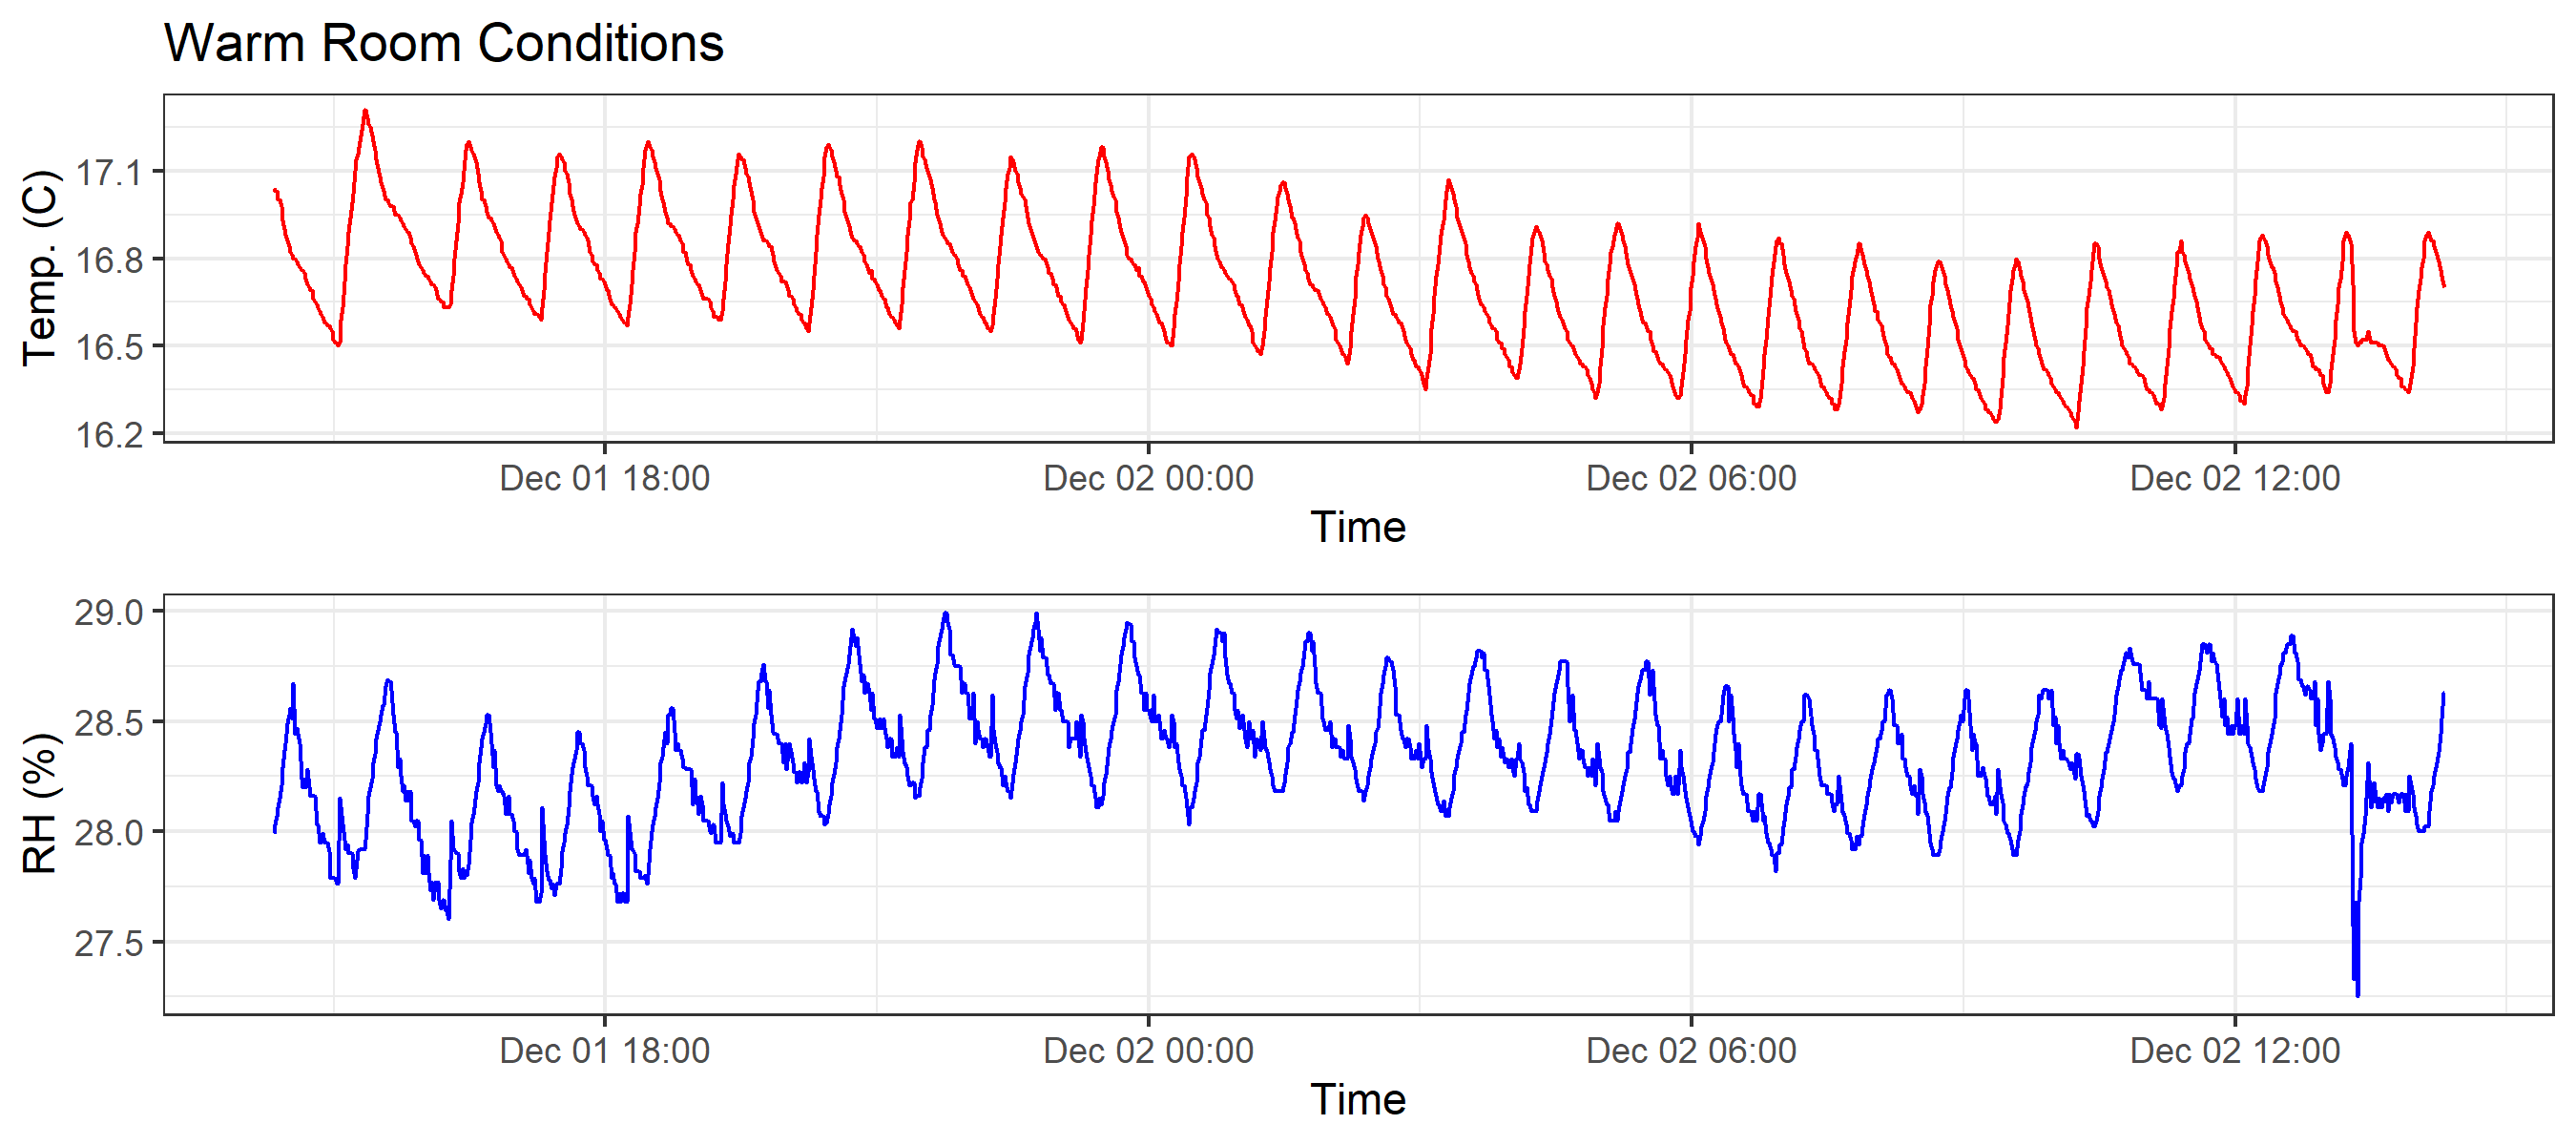 Warm Room Conditions
Temp. (C)
17.1
16.8
16.5
16.2
Dec 01 18:00 Dec 02 00:00 Dec 02 06:00 Dec 02 12:00
Time
RH (%)
29.0
28.5
28.0
27.5
Dec 01 18:00 Dec 02 00:00 Dec 02 06:00 Dec 02 12:00
Time